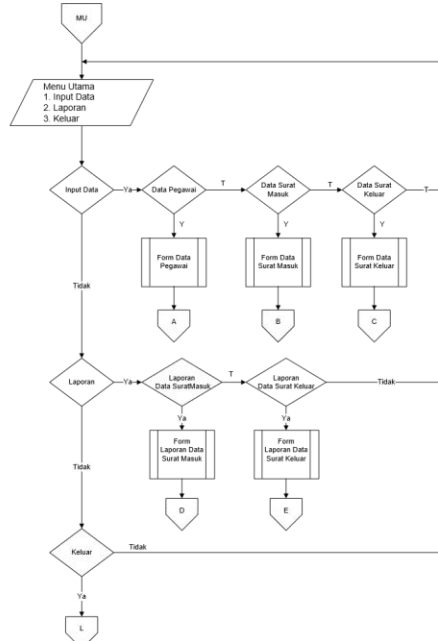 MU
Menu Utama
1. Input Data
2. Laporan
3. Keluar
Input Data
Ya
Data Pegawai
T
Data Surat
Masuk
T
Data Surat
Keluar
T
Y
Y
Y
Form Data
Pegawai
Form Data
Surat Masuk
Form Data
Surat Keluar
Tidak
A
B
C
Laporan
Ya
Laporan
Data SuratMasuk
T
Laporan
Data Surat Keluar
Tidak
Ya
Ya
Form
Laporan Data
Surat Masuk
Form
Laporan Data
Surat Keluar
Tidak
D
E
Keluar
Tidak
Ya
L